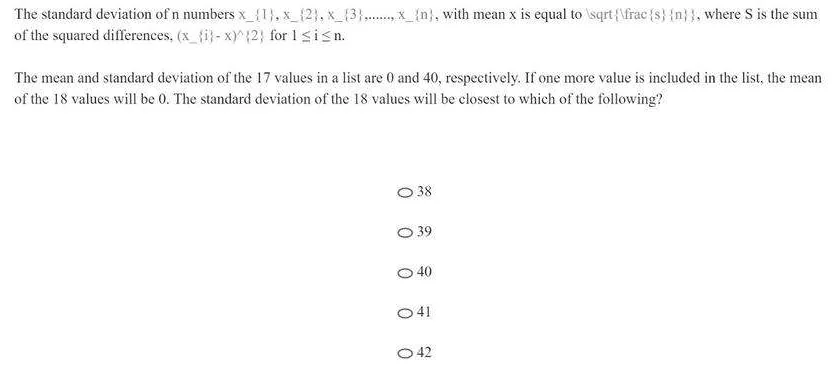 The standard deviation of n numbers x_{1}, x_{2}, x_{3},......, x_{n}, with mean x is equal to \sqrt{\frac{s}{n}}, where S is the sum
of the squared differences, (x_{i}- x)^{2} for 1 ≤ i ≤ n.
The mean and standard deviation of the 17 values in a list are 0 and 40, respectively. If one more value is included in the list, the mean
of the 18 values will be 0. The standard deviation of the 18 values will be closest to which of the following?
38
39
40
41
42